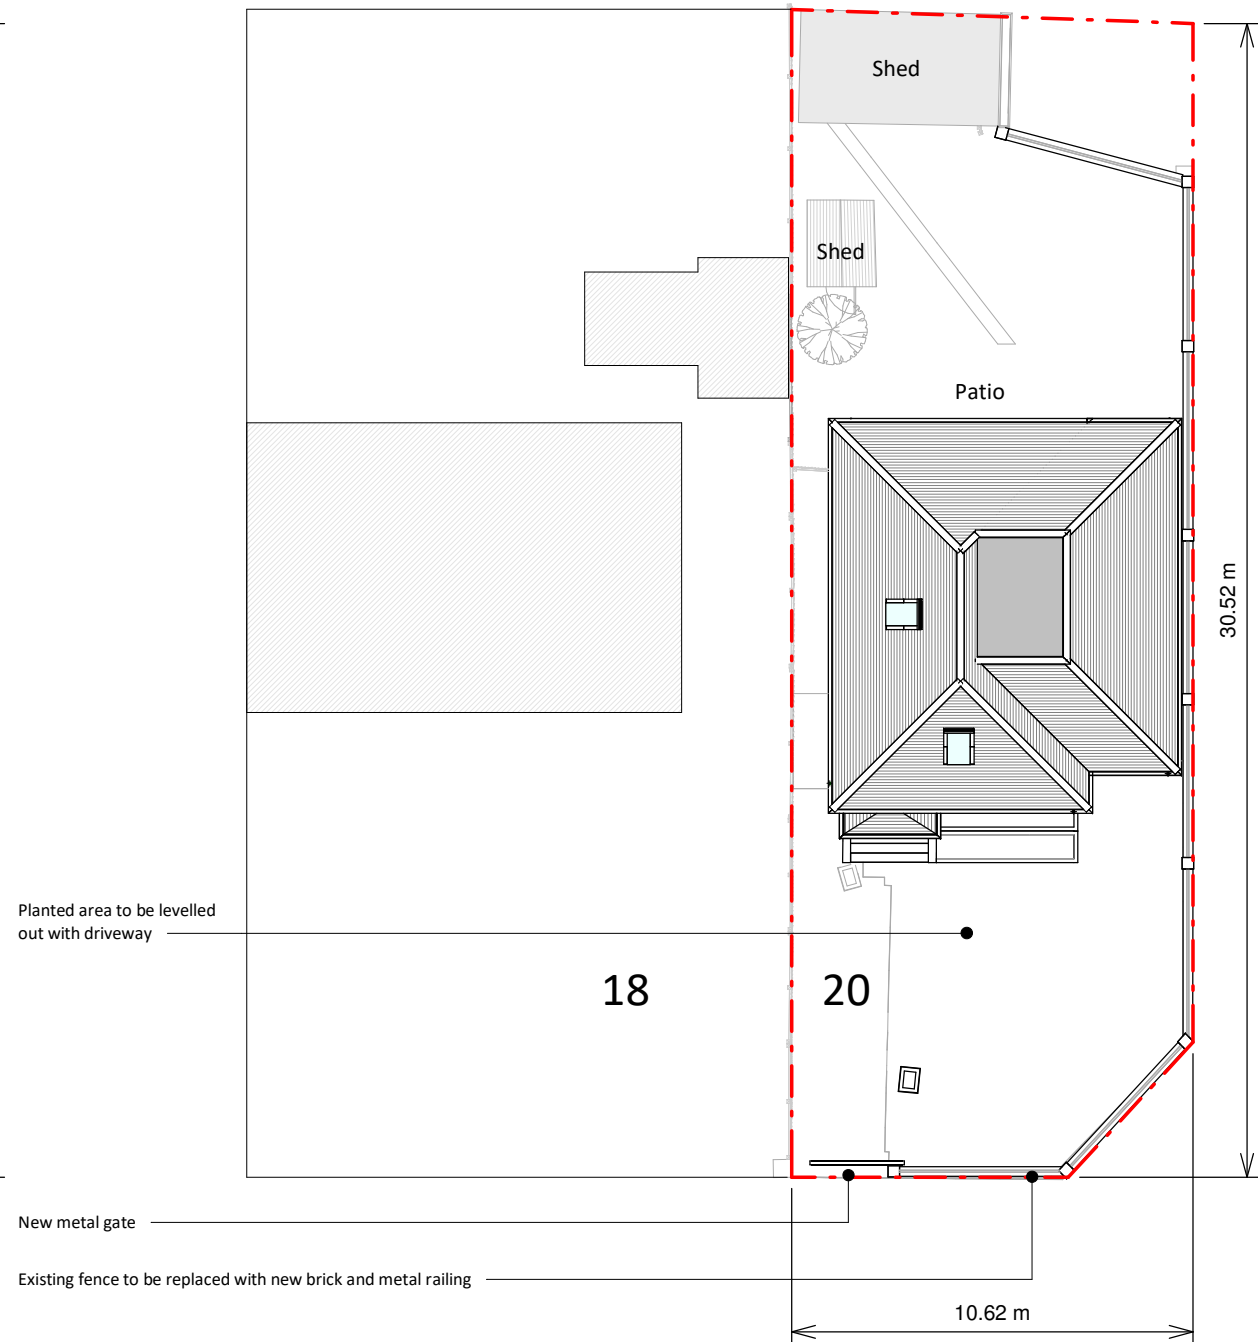 Shed
Shed
Patio
30.52 m
Planted area to be levelled
out with driveway
18
20
New metal gate
Existing fence to be replaced with new brick and metal railing
10.62 m